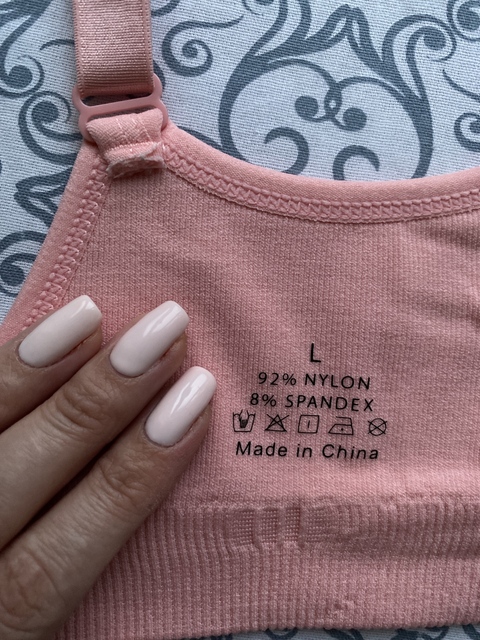 L
92% NYLON
8% SPANDEX
Made in China